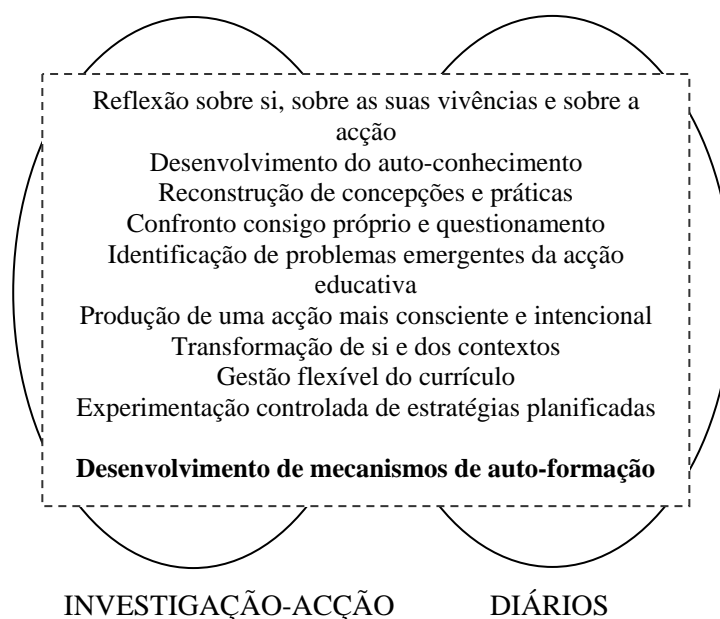 Reflexão sobre si, sobre as suas vivências e sobre a
acção
Desenvolvimento do auto-conhecimento
Reconstrução de concepções e práticas
Confronto consigo próprio e questionamento
Identificação de problemas emergentes da acção
educativa
Produção de uma acção mais consciente e intencional
Transformação de si e dos contextos
Gestão flexível do currículo
Experimentação controlada de estratégias planificadas
Desenvolvimento de mecanismos de auto-formação
INVESTIGAÇÃO-ACÇÃO DIÁRIOS